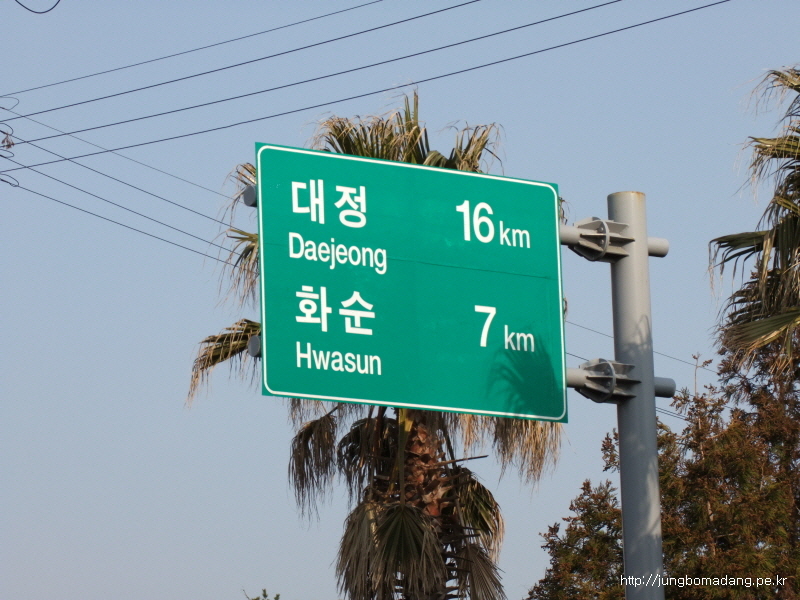 대정 16 km
Daejeong
화순 7 km
Hwasun
http://jungbomadang.pe.kr